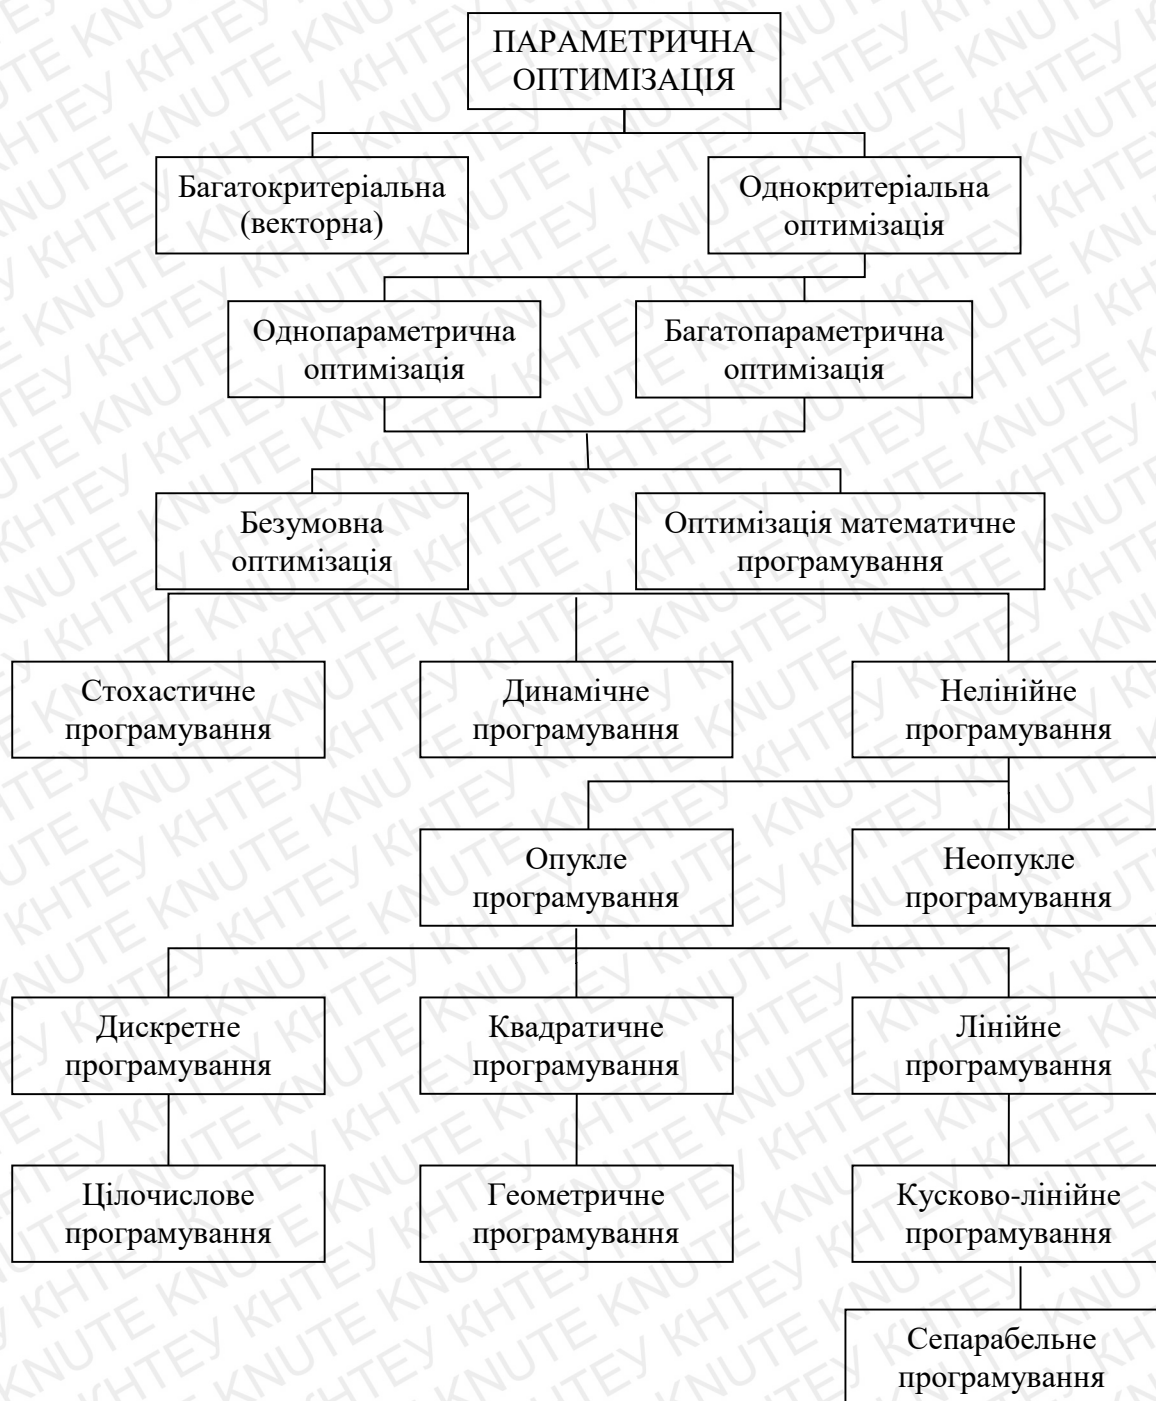 ПАРАМЕТРИЧНА
ОПТИМІЗАЦІЯ
Багатокритеріальна
(векторна)
Однокритеріальна
оптимізація
Однопараметрична
оптимізація
Багатопараметрична
оптимізація
Безумовна
оптимізація
Оптимізація математичне
програмування
Стохастичне
програмування
Динамічне
програмування
Нелінійне
програмування
Опукле
програмування
Неопукле
програмування
Дискретне
програмування
Квадратичне
програмування
Лінійне
програмування
Цілочислове
програмування
Геометричне
програмування
Кусково-лінійне
програмування
Сепарабельне
програмування